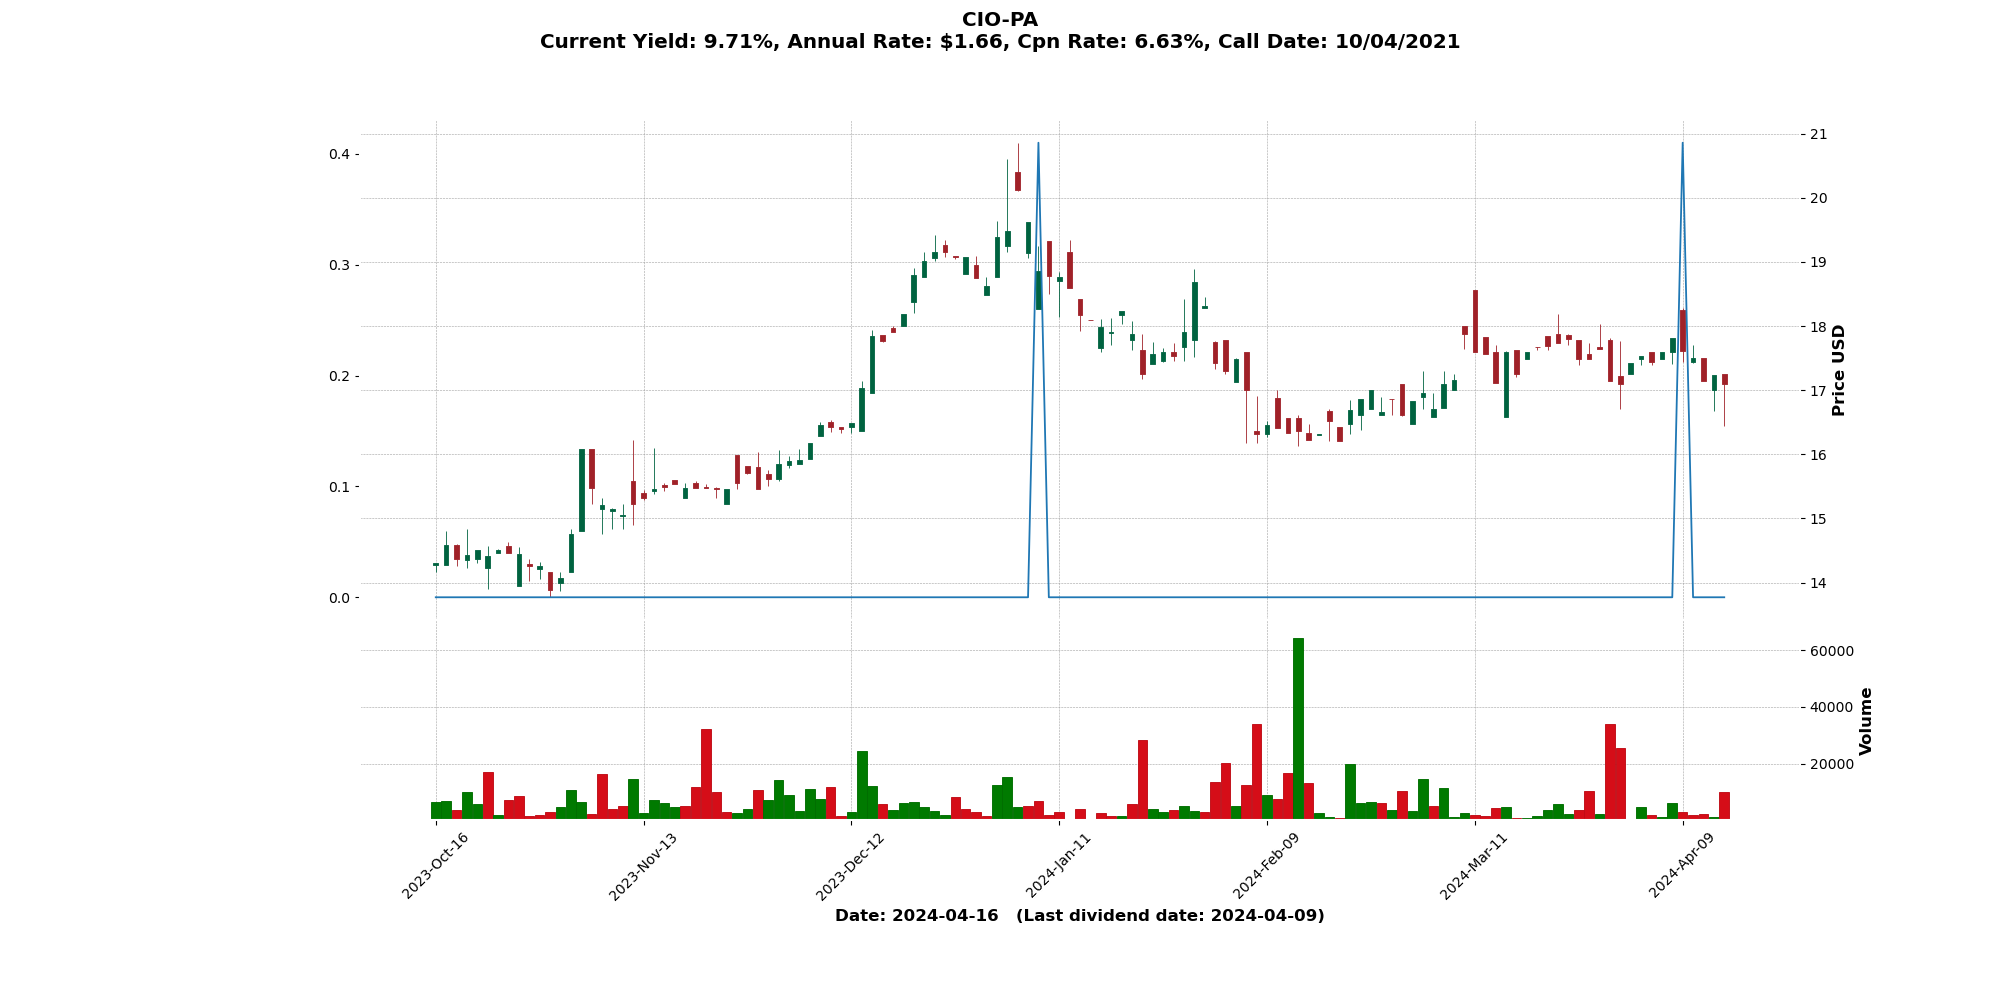 CIO-PA
Current Yield: 9.71%, Annual Rate: $1.66, Cpn Rate: 6.63%, Call Date: 10/04/2021
0.4
0.3
0.2
0.1
0.0
21
20
19
18
17
16
15
14
Price USD
60000
40000
20000
Volume
2023-Oct-16
2023-Nov-13
2023-Dec-12
2024-Jan-11
2024-Feb-09
2024-Mar-11
2024-Apr-09
Date: 2024-04-16 (Last dividend date: 2024-04-09)